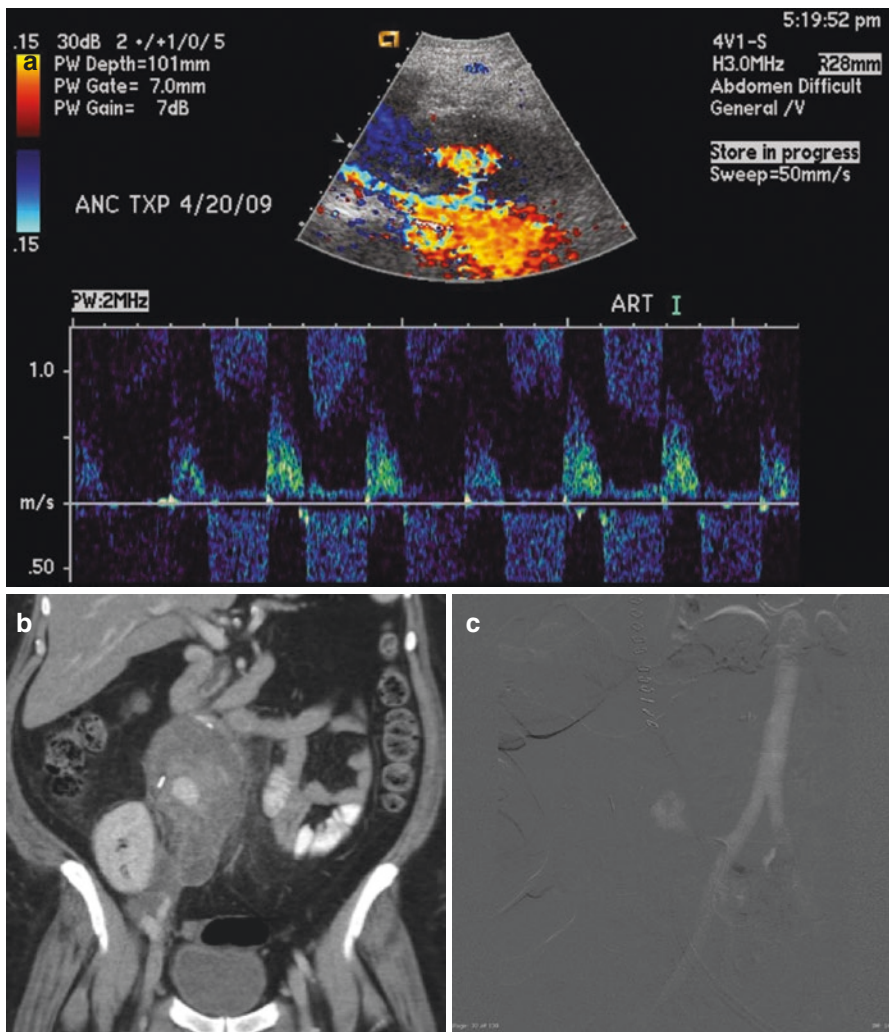 5:19:52 pm
.15
a
30dB 2 +/+1/0/5
PW Depth=101mm
PW Gate= 7.0mm
PW Gain= 7dB
.15
4V1-S
H3.0MHz R28mm
Abdomen Difficult
General /V
Store in progress
Sweep=50mm/s
ANC TXP 4/20/09
PW:2MHz
ART I
1.0
m/s
.50
b
c